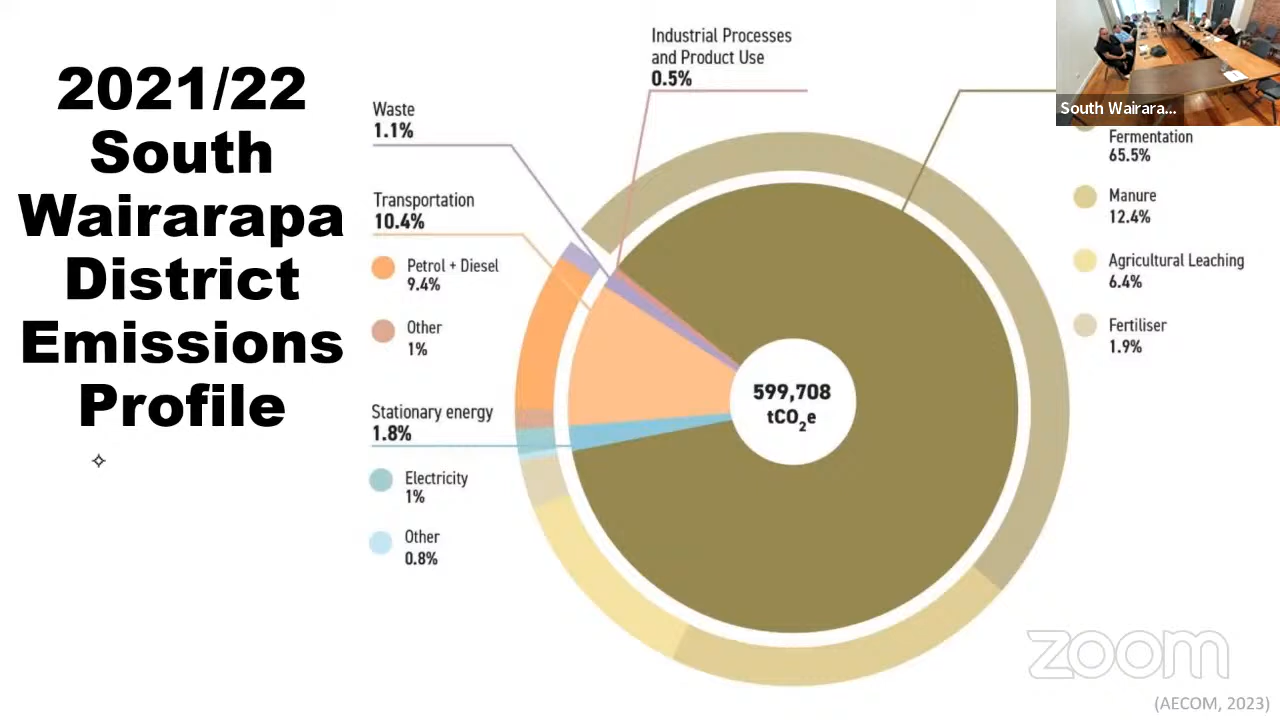 2021/22
South
Wairarapa
District
Emissions
Profile
Industrial Processes
and Product Use
0.5%
Waste
1.1%
Transportation
10.4%
Petrol + Diesel
9.4%
Other
1%
Stationary energy
1.8%
Electricity
1%
Other
0.8%
599,708
tCO₂e
South Wairara...
Fermentation
65.5%
Manure
12.4%
Agricultural Leaching
6.4%
Fertiliser
1.9%
zoom
(AECOM, 2023)